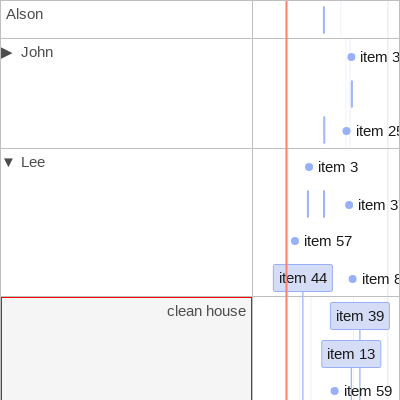 Alson
▶ John
item 3
item 25
▼ Lee
item 3
item 3
item 57
item 44
item 8
clean house
item 39
item 13
item 59